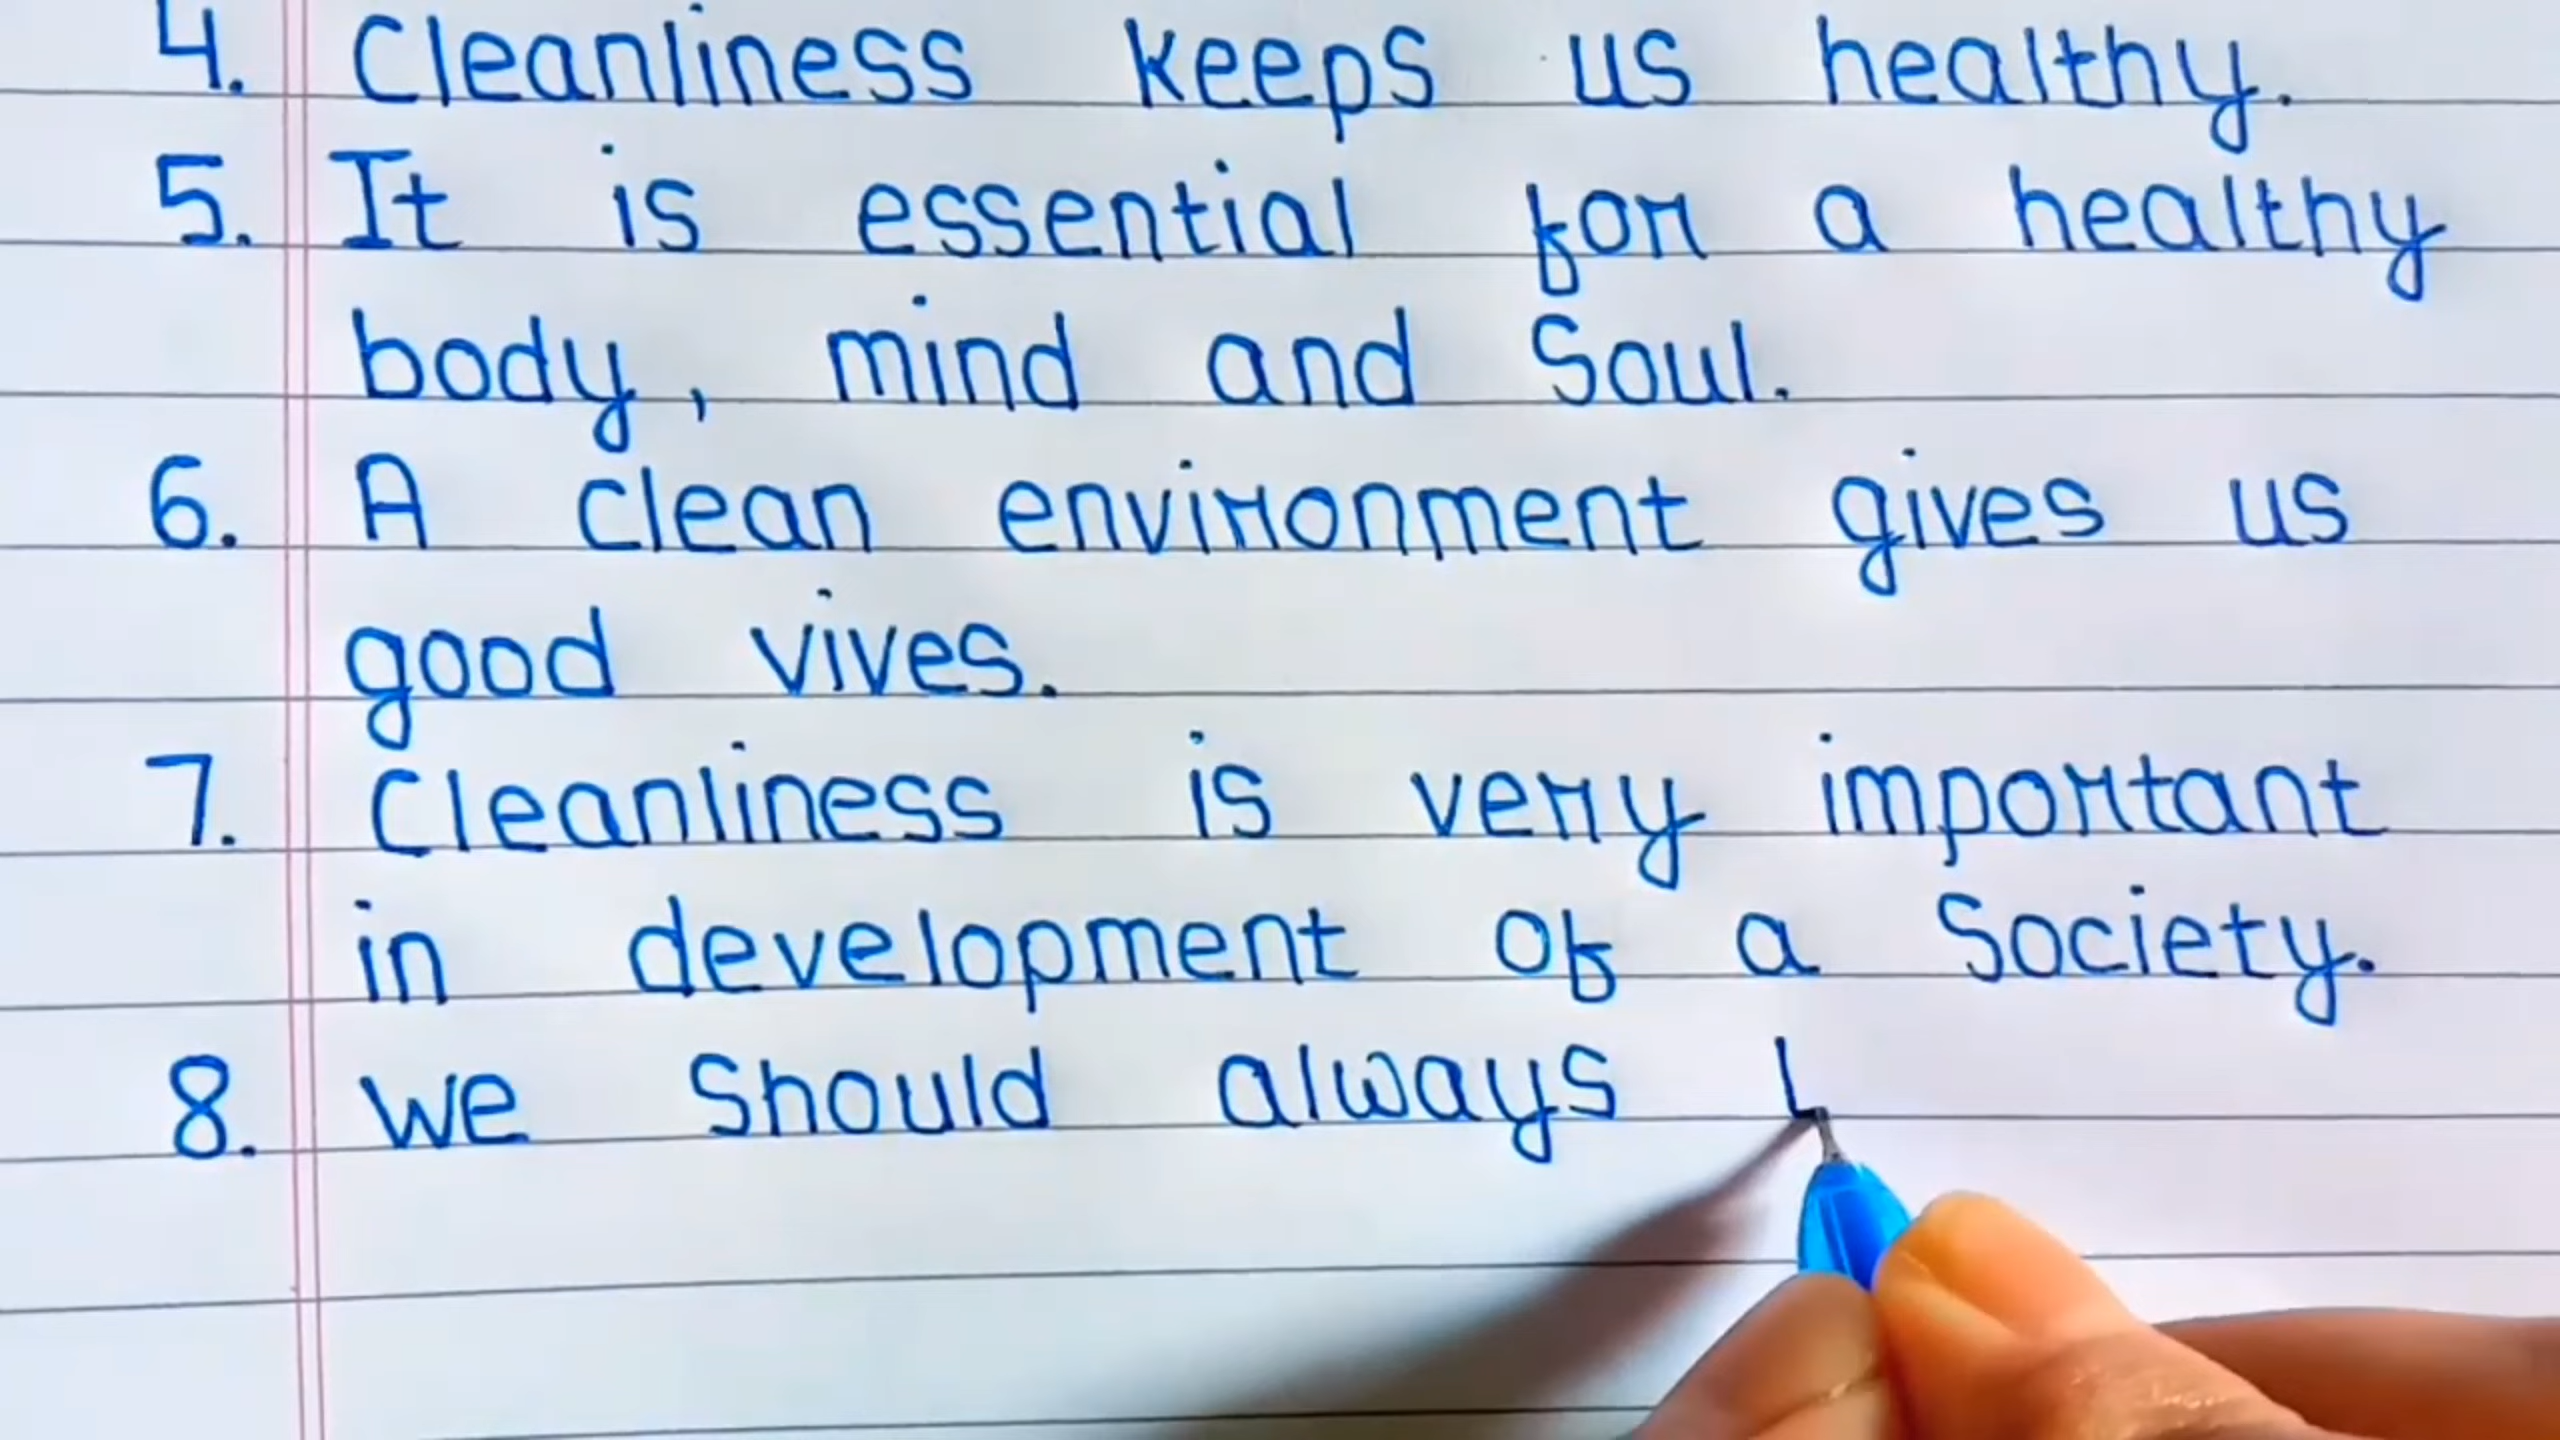 4. Cleanliness keeps us healthy.
5. It is essential for a healthy
body, mind and Soul.
6. A clean environment gives us
good vives.
7. Cleanliness is very important
in development of a Society.
8. We Should always